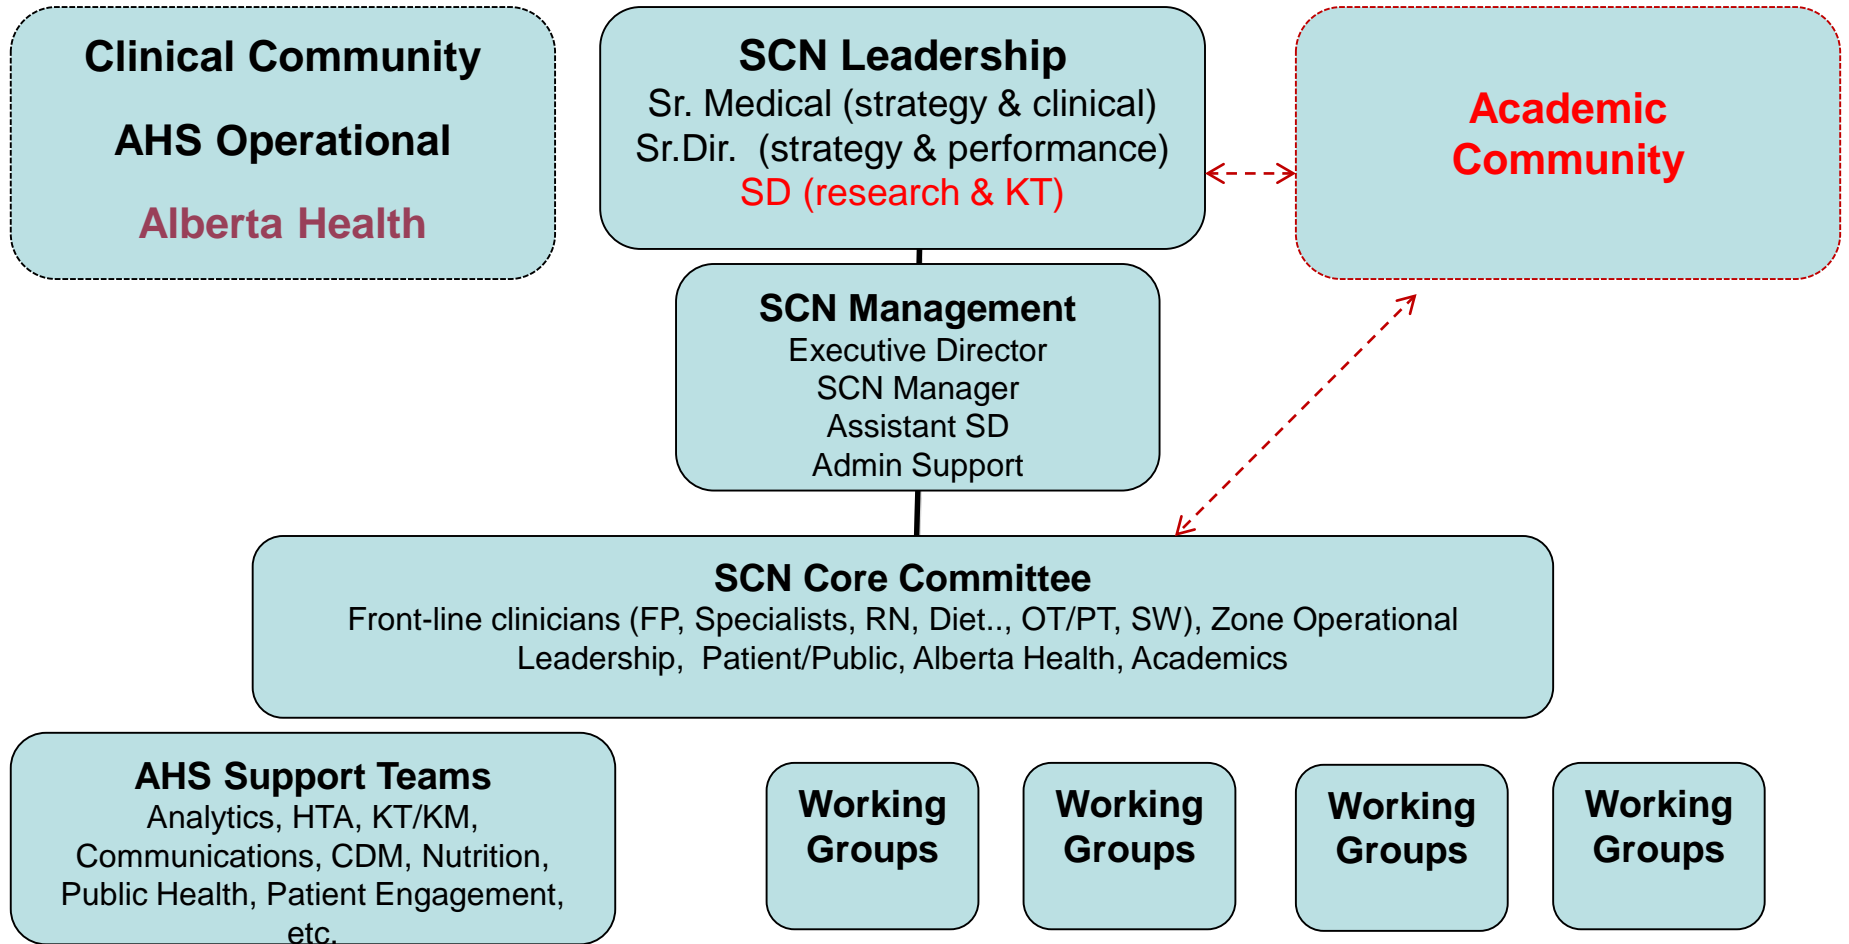 Clinical Community
AHS Operational
Alberta Health
SCN Leadership
Sr. Medical (strategy & clinical)
Sr.Dir.  (strategy & performance)
SD (research & KT)
Academic
Community
SCN Management
Executive Director
SCN Manager
Assistant SD
Admin Support
SCN Core Committee
Front-line clinicians (FP, Specialists, RN, Diet.., OT/PT, SW), Zone Operational
Leadership,  Patient/Public, Alberta Health, Academics
AHS Support Teams
Analytics, HTA, KT/KM,
Communications, CDM, Nutrition,
Public Health, Patient Engagement,
etc.
Working
Groups
Working
Groups
Working
Groups
Working
Groups